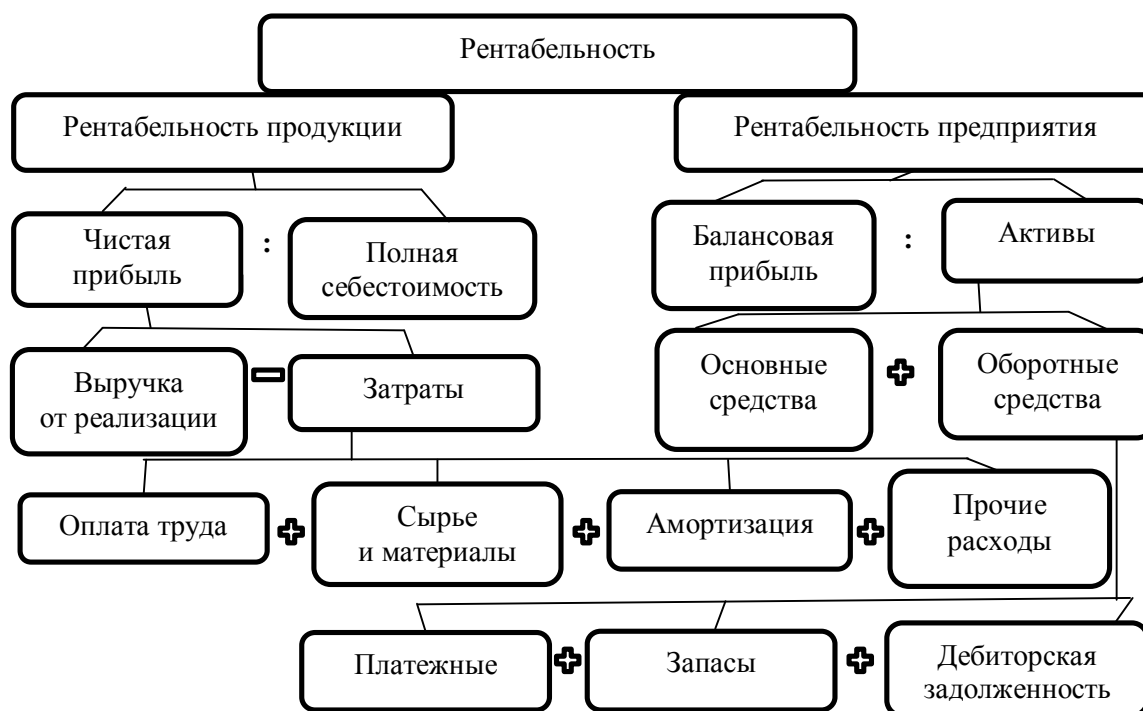 Рентабельность
Рентабельность продукции
Рентабельность предприятия
Чистая
прибыль
:
Полная
себестоимость
Балансовая
прибыль
:
Активы
Выручка
от реализации
Затраты
Основные
средства
Оборотные
средства
Оплата труда
Сырье
и материалы
Амортизация
Прочие
расходы
Платежные
Запасы
Дебиторская
задолженность